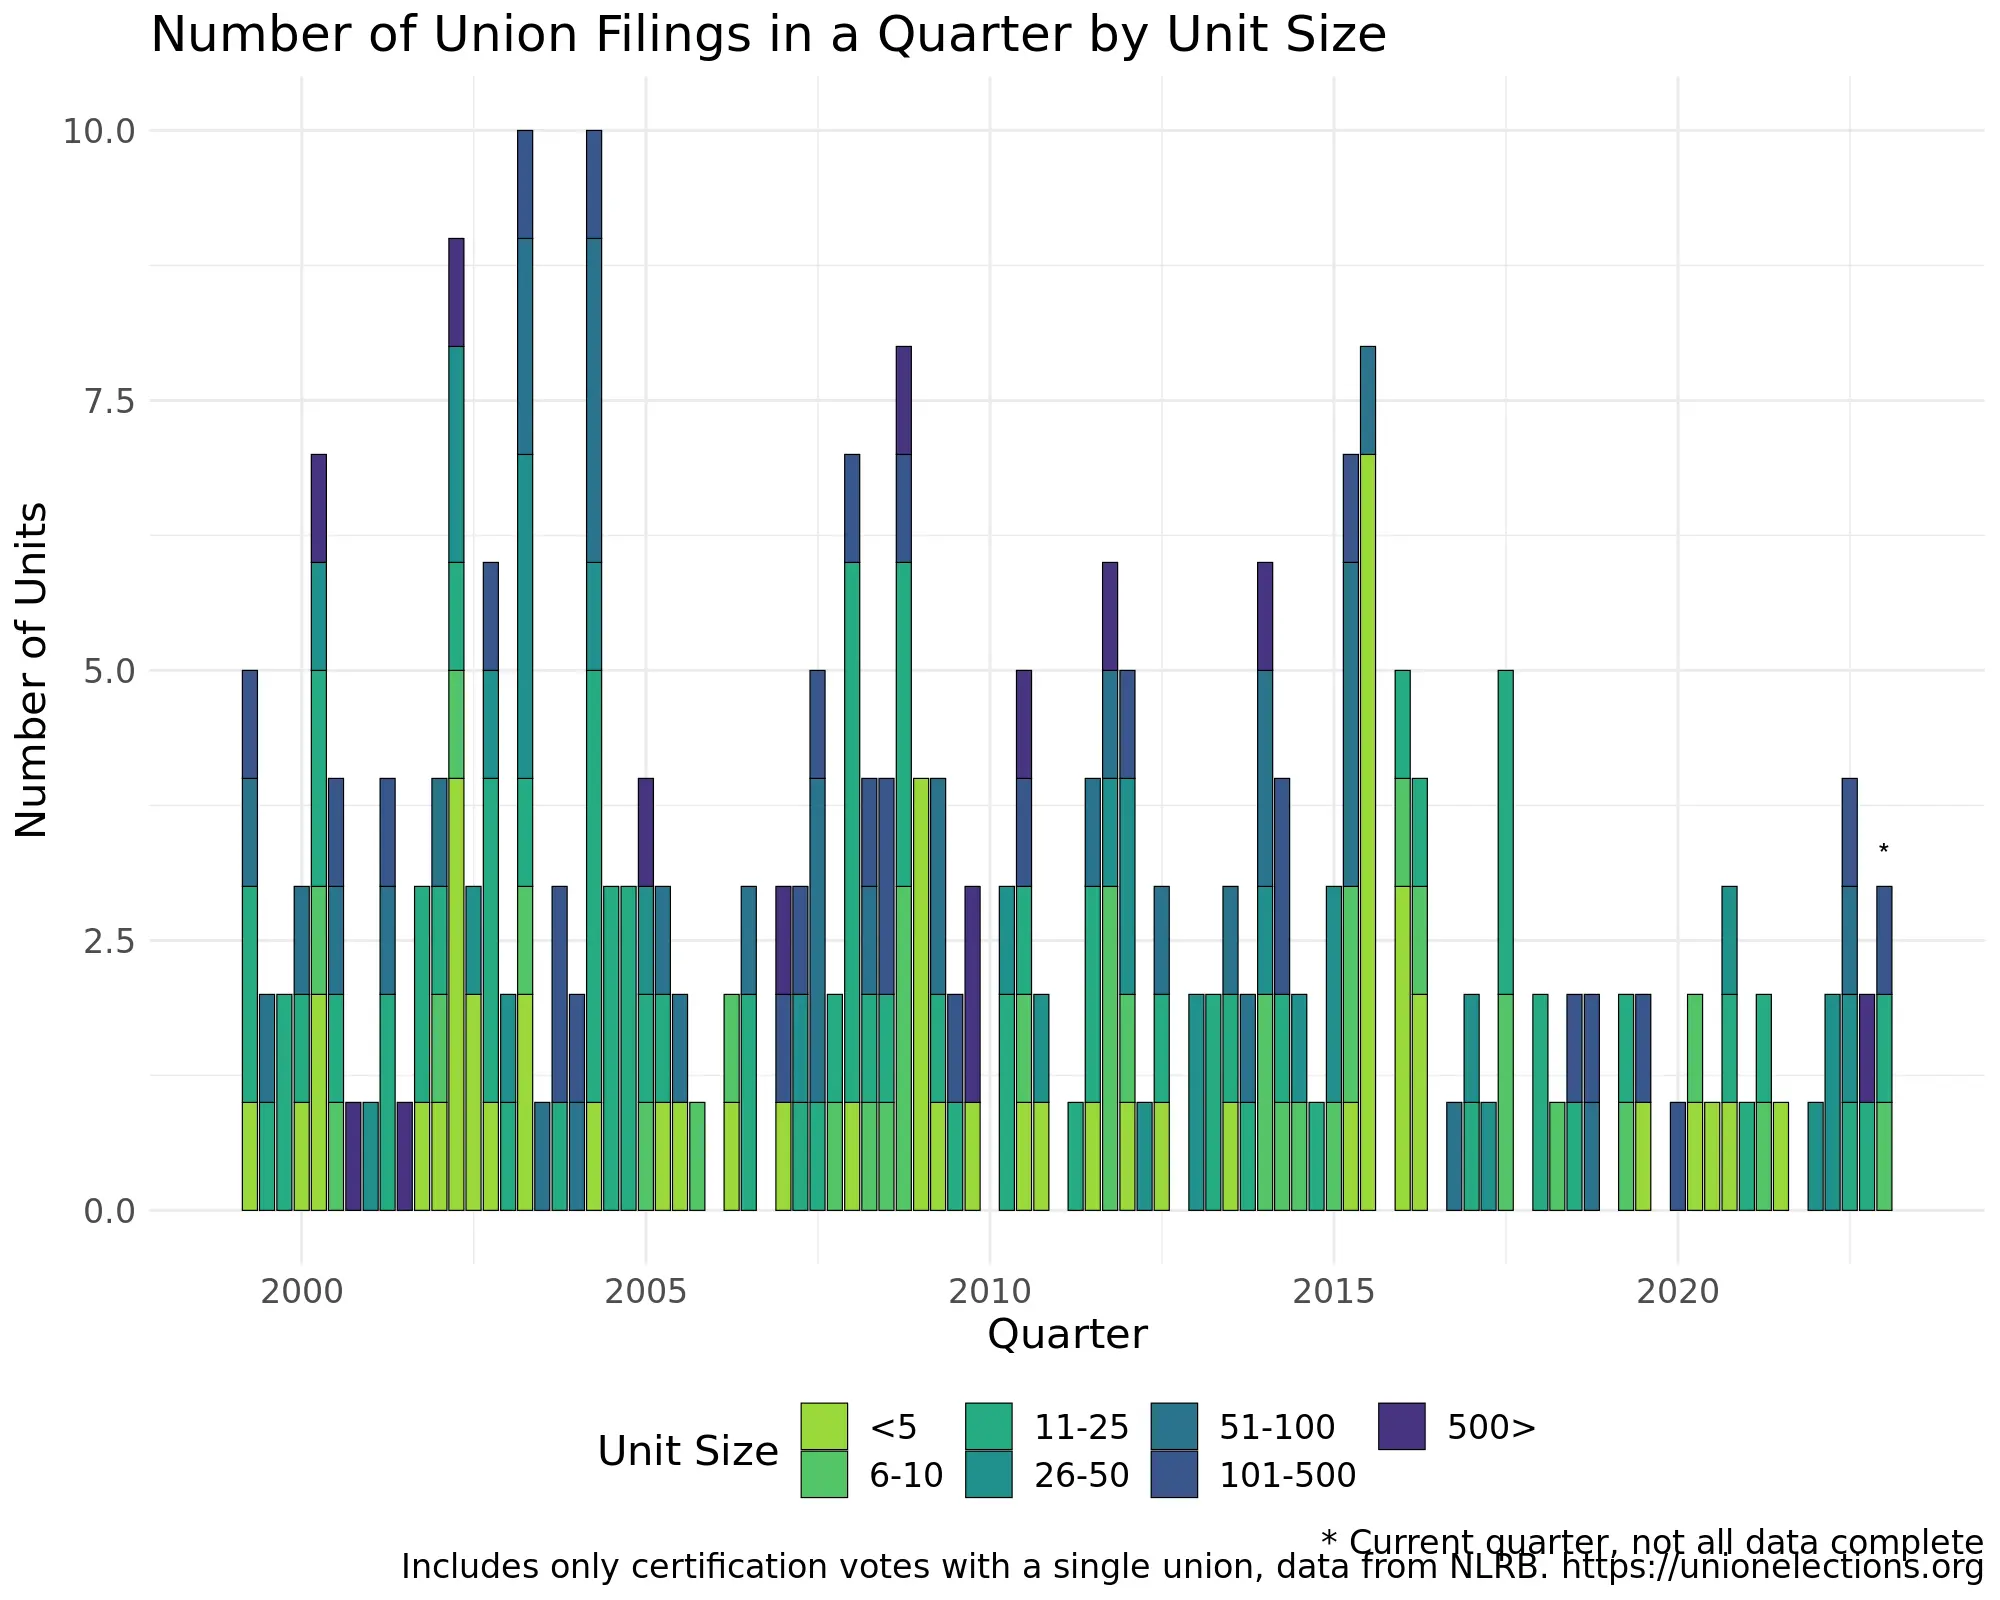 Number of Union Filings in a Quarter by Unit Size
Number of Units
10.0
7.5
5.0
2.5
0.0
*
2000 2005 2010 2015 2020
Quarter
Unit Size
<5 11-25 51-100 500>
6-10 26-50 101-500
* Current quarter, not all data complete
Includes only certification votes with a single union, data from NLRB. https://unionelections.org